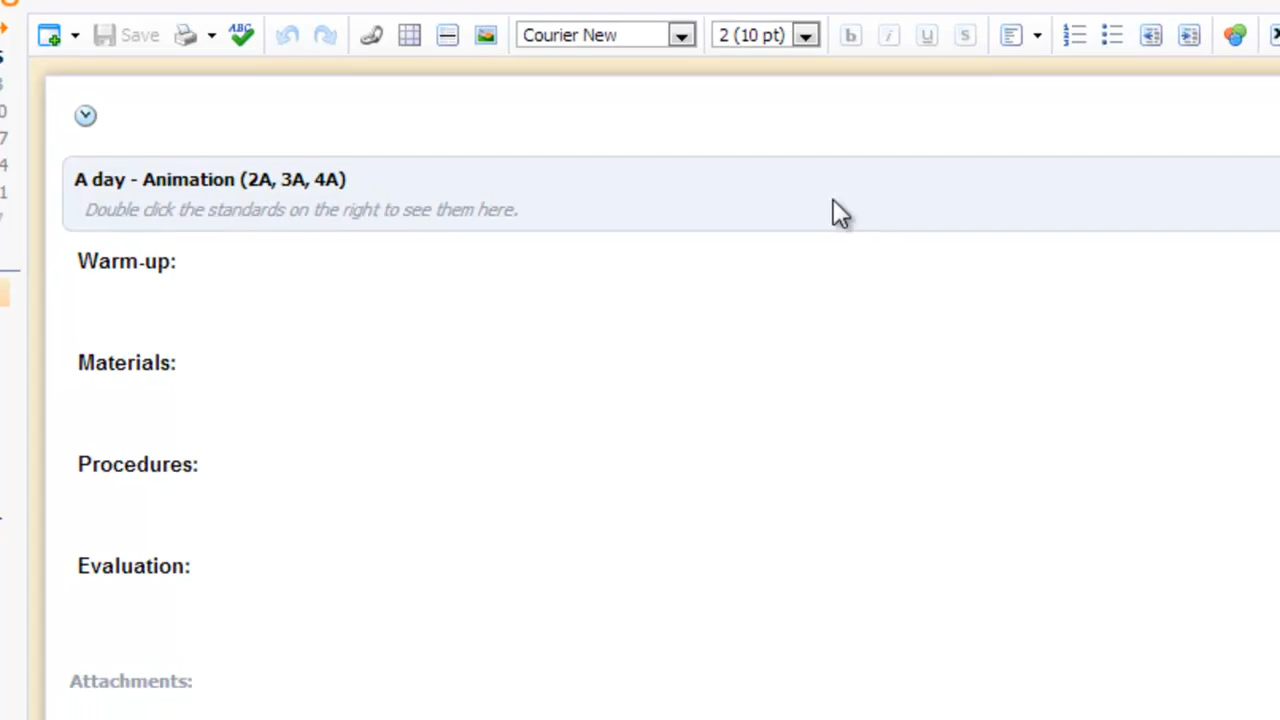 Save
ABC
Courier New
2 (10 pt)
b i u s
A day - Animation (2A, 3A, 4A)
Double click the standards on the right to see them here.
Warm-up:
Materials:
Procedures:
Evaluation:
Attachments: